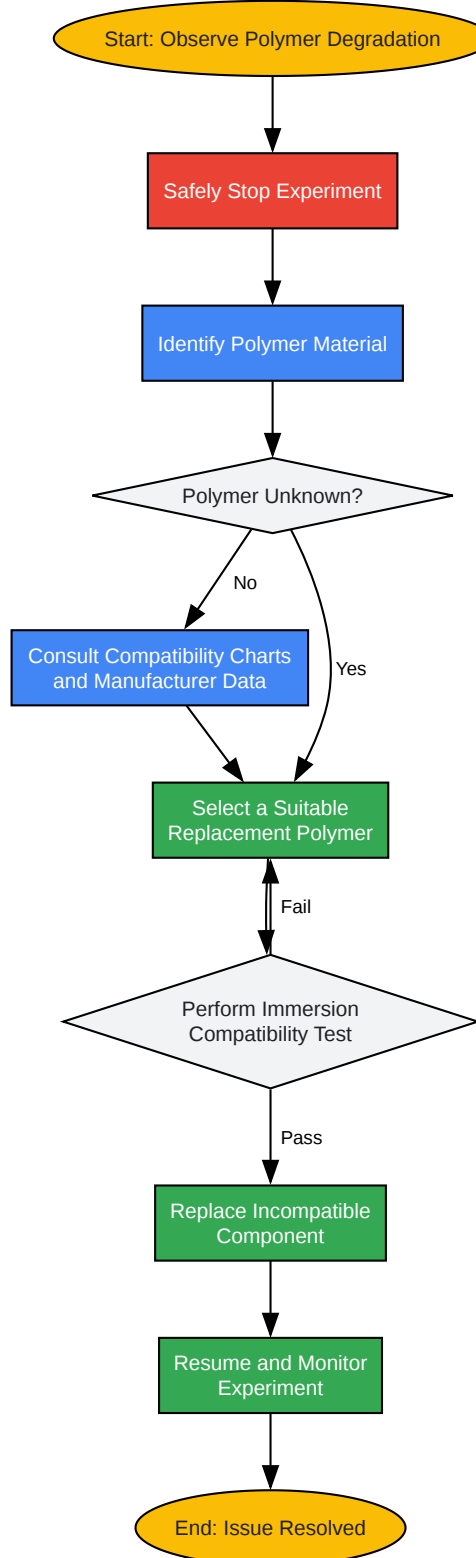 Start: Observe Polymer Degradation
Safely Stop Experiment
Identify Polymer Material
Polymer Unknown?
No
Consult Compatibility Charts
and Manufacturer Data
Yes
Select a Suitable
Replacement Polymer
Fail
Perform Immersion
Compatibility Test
Pass
Replace Incompatible
Component
Resume and Monitor
Experiment
End: Issue Resolved